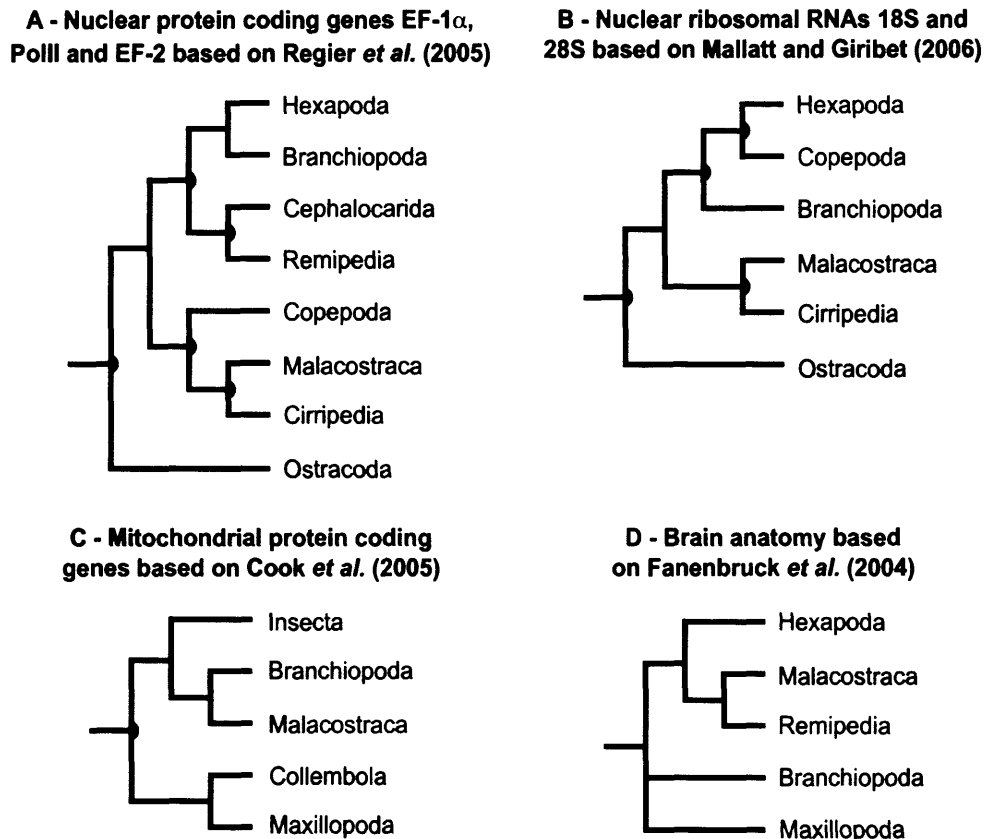 A - Nuclear protein coding genes EF-1α,
PolII and EF-2 based on Regier et al. (2005)
Hexapoda
Branchiopoda
Cephalocarida
Remipedia
Copepoda
Malacostraca
Cirripedia
Ostracoda
B - Nuclear ribosomal RNAs 18S and
28S based on Mallatt and Giribet (2006)
Hexapoda
Copepoda
Branchiopoda
Malacostraca
Cirripedia
Ostracoda
C - Mitochondrial protein coding
genes based on Cook et al. (2005)
Insecta
Branchiopoda
Malacostraca
Collembola
Maxillopoda
D - Brain anatomy based
on Fanenbruck et al. (2004)
Hexapoda
Malacostraca
Remipedia
Branchiopoda
Maxillopoda